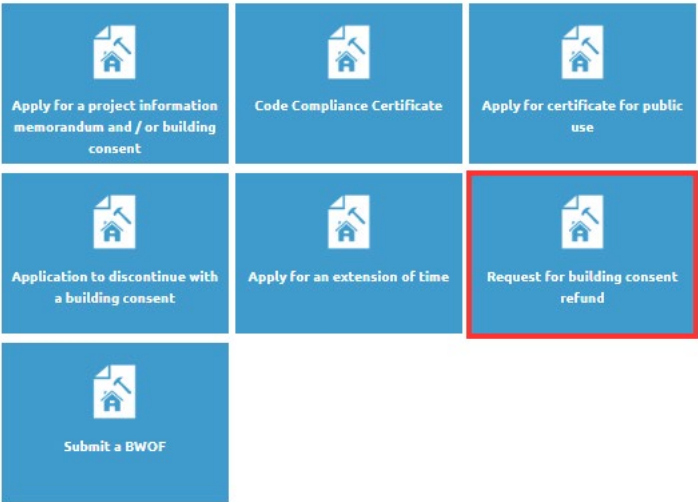 Apply for a project information
memorandum and / or building
consent
Code Compliance Certificate
Apply for certificate for public
use
Application to discontinue with
a building consent
Apply for an extension of time
Request for building consent
refund
Submit a BWOF